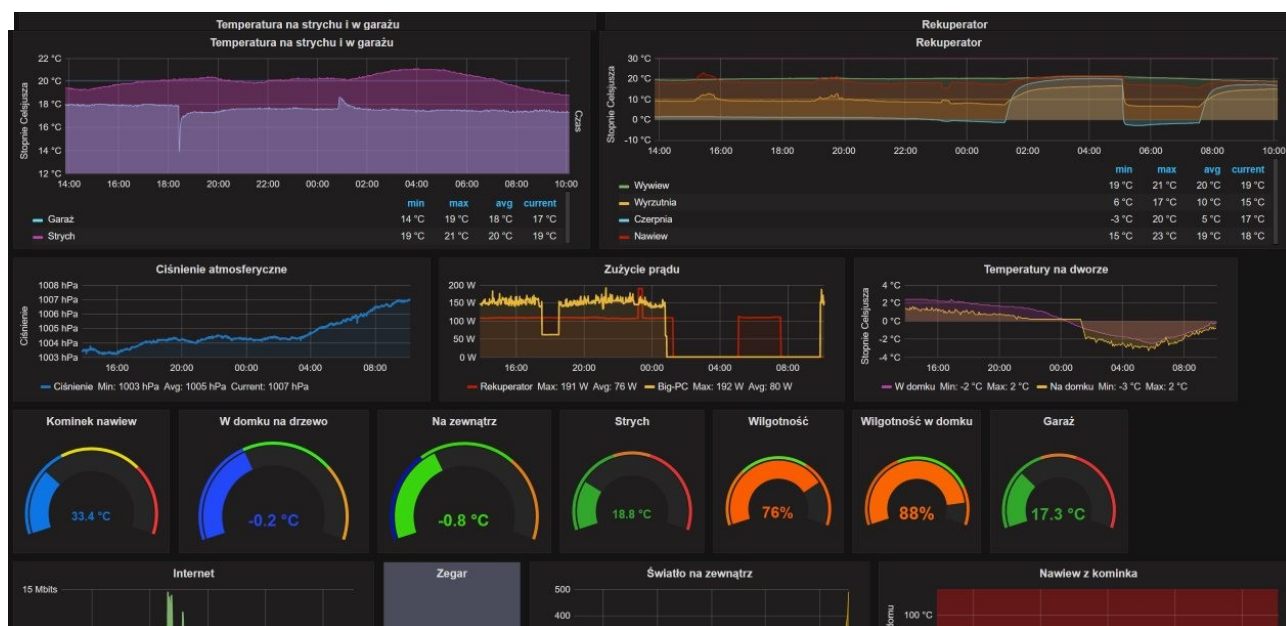 Temperatura na strychu i w garażu
Rekuperator
Temperatura na strychu i w garażu
Rekuperator
22 °C
20 °C
18 °C
16 °C
14 °C
12 °C
Stopnie Celsjusza
Czas
14:00 16:00 18:00 20:00 22:00 00:00 02:00 04:00 06:00 08:00 10:00
min max avg current
Garaż 14 °C 19 °C 18 °C 17 °C
Strych 19 °C 21 °C 20 °C 19 °C
30 °C
20 °C
10 °C
0 °C
-10 °C
Stopnie Celsjusza
14:00 16:00 18:00 20:00 22:00 00:00 02:00 04:00 06:00 08:00 10:00
min max avg current
Wywiew 19 °C 21 °C 20 °C 19 °C
Wyrzutnia 6 °C 17 °C 10 °C 15 °C
Czerpnia -3 °C 20 °C 5 °C 17 °C
Nawiew 15 °C 23 °C 19 °C 18 °C
Ciśnienie atmosferyczne
1008 hPa
1007 hPa
1006 hPa
1005 hPa
1004 hPa
1003 hPa
Ciśnienie
16:00 20:00 00:00 04:00 08:00
Ciśnienie Min: 1003 hPa Avg: 1005 hPa Current: 1007 hPa
Zużycie prądu
200 W
150 W
100 W
50 W
0 W
16:00 20:00 00:00 04:00 08:00
Rekuperator Max: 191 W Avg: 76 W Big-PC Max: 192 W Avg: 80 W
Temperatury na dworze
4 °C
2 °C
0 °C
-2 °C
-4 °C
Stopnie Celsjusza
16:00 20:00 00:00 04:00 08:00
W domku Min: -2 °C Max: 2 °C Na domku Min: -3 °C Max: 2 °C
Kominek nawiew
33.4 °C
W domku na drzewo
-0.2 °C
Na zewnątrz
-0.8 °C
Strych
18.8 °C
Wilgotność
76%
Wilgotność w domku
88%
Garaż
17.3 °C
Internet
15 Mbits
Zegar
Światło na zewnątrz
500
400
Nawiew z kominka
100 °C
domu